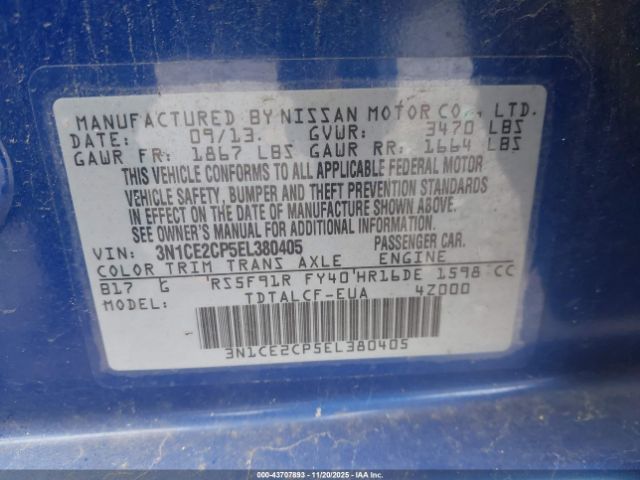 MANUFACTURED BY NISSAN MOTOR CO., LTD.
DATE: 09/13. GVWR: 3470 LBS
GAWR FR: 1867 LBS GAWR RR: 1664 LBS
THIS VEHICLE CONFORMS TO ALL APPLICABLE FEDERAL MOTOR
VEHICLE SAFETY, BUMPER AND THEFT PREVENTION STANDARDS
IN EFFECT ON THE DATE OF MANUFACTURE SHOWN ABOVE.
SEE OWNER'S MANUAL FOR ADDITIONAL INFORMATION.
VIN: 3N1CE2CP5EL380405 PASSENGER CAR.
COLOR TRIM TRANS AXLE ENGINE
B17 G RS5F91R FY40 HR16DE 1598 CC
MODEL: TDTALCF-EUA 4Z000
3N1CE2CP5EL380405
000-43707893 — 11/20/2025 — IAAI.COM